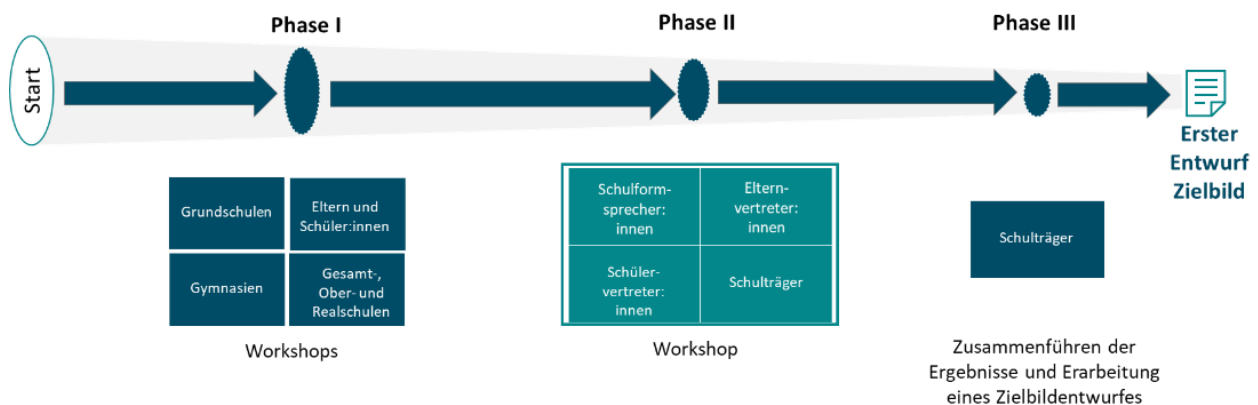 Phase I
Phase II
Phase III
Start
Erster
Entwurf
Zielbild
Grundschulen
Eltern und
Schüler:innen
Gymnasien
Gesamt-,
Ober- und
Realschulen
Workshops
Schulform-
sprecher:
innen
Eltern-
vertreter:
innen
Schüler-
vertreter:
innen
Schulträger
Workshop
Schulträger
Zusammenführen der
Ergebnisse und Erarbeitung
eines Zielbildentwurfes